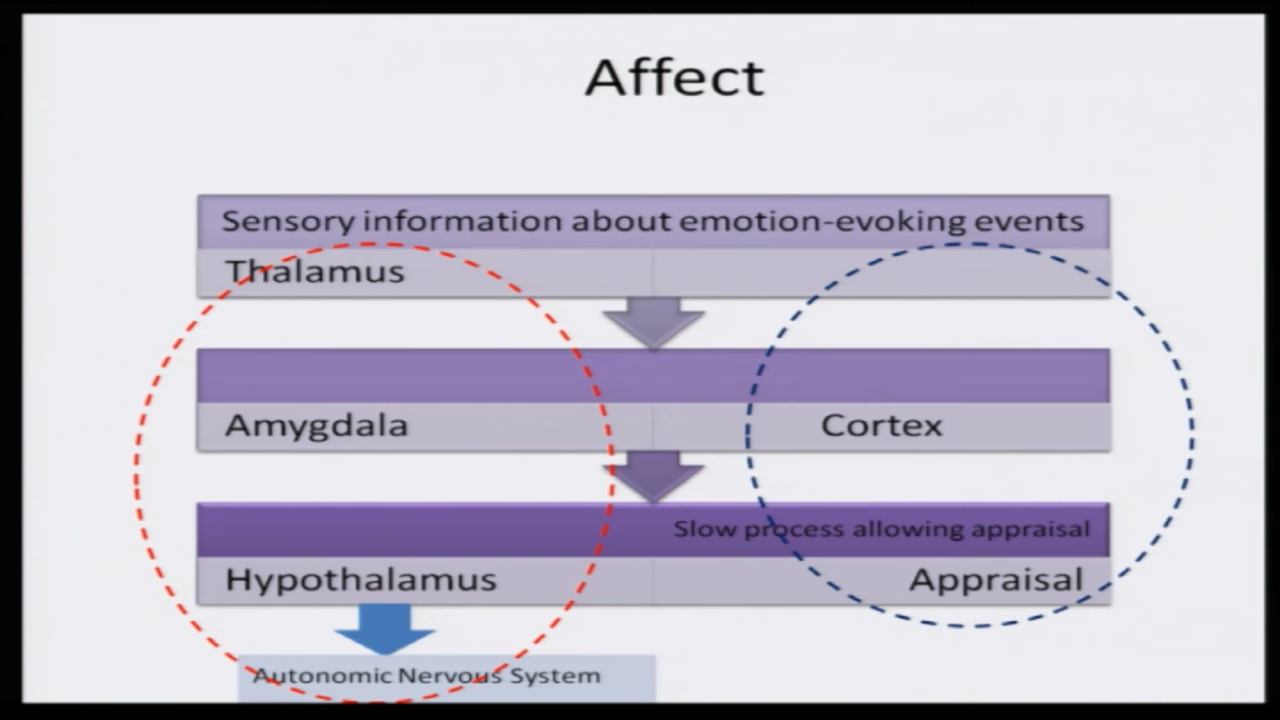 Affect
Sensory information about emotion-evoking events
Thalamus
Amygdala
Cortex
Slow process allowing appraisal
Hypothalamus
Appraisal
Autonomic Nervous System